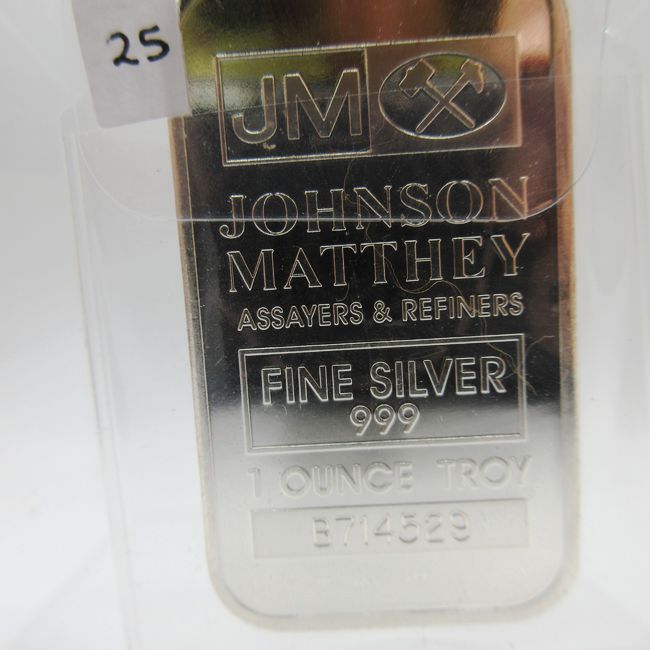 25
JM
JOHNSON
MATTHEY
ASSAYERS & REFINERS
FINE SILVER
999
1 OUNCE TROY
B714529